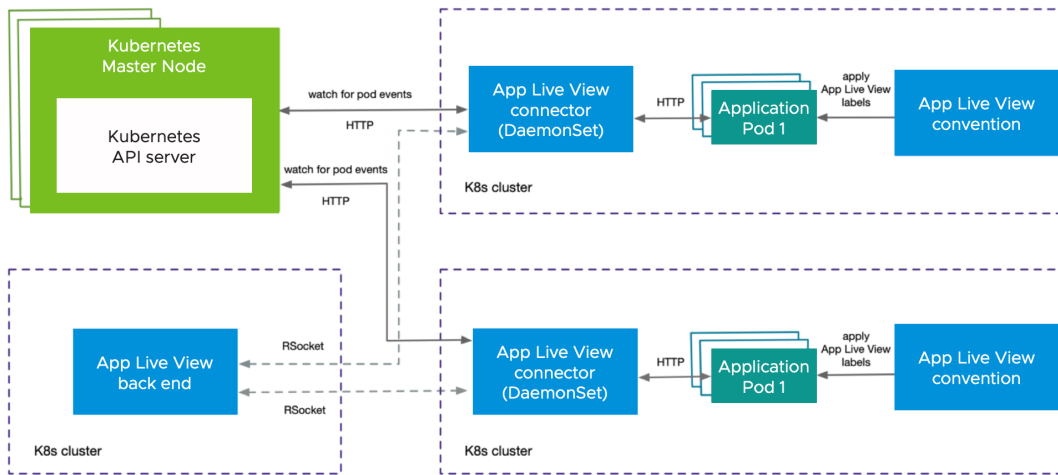 Kubernetes
Master Node
Kubernetes
API server
watch for pod events
HTTP
watch for pod events
HTTP
App Live View
connector
(DaemonSet)
HTTP
Application
Pod 1
apply
App Live View
labels
App Live View
convention
K8s cluster
App Live View
back end
RSocket
RSocket
K8s cluster
App Live View
connector
(DaemonSet)
HTTP
Application
Pod 1
apply
App Live View
labels
App Live View
convention
K8s cluster